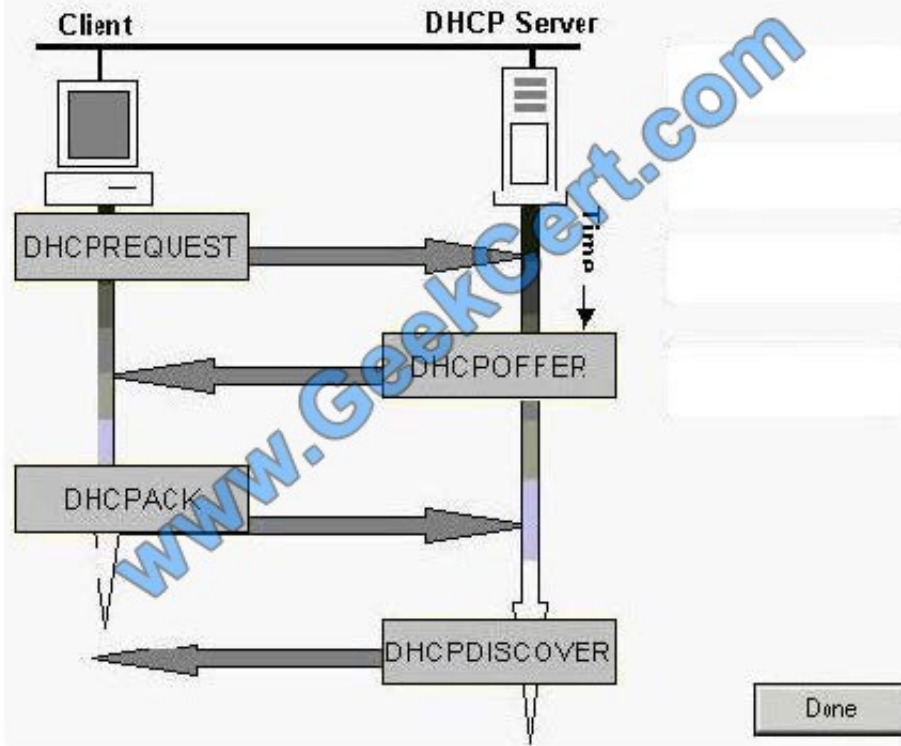 Client
DHCP Server
Time
DHCPREQUEST
DHCPOFFER
DHCPACK
DHCPDISCOVER
Done
www.GeekCert.com